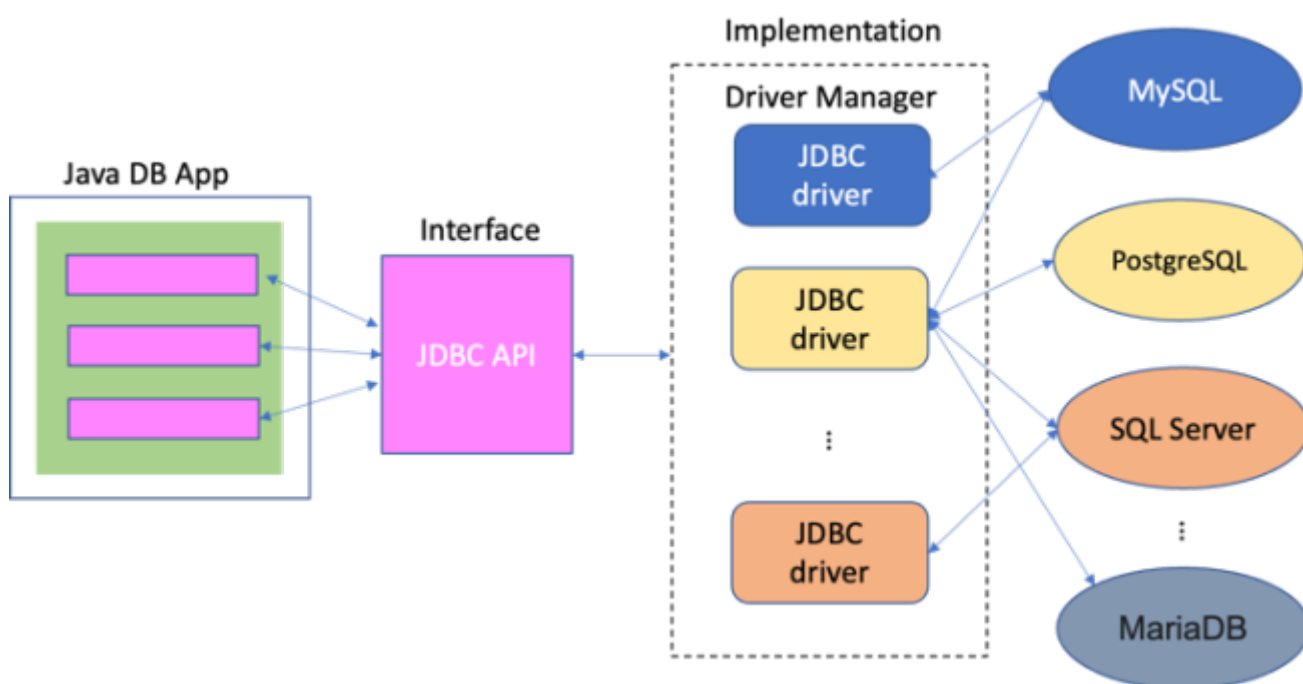 Implementation
Driver Manager
MySQL
JDBC
driver
Java DB App
Interface
PostgreSQL
JDBC
driver
JDBC API
⋮
SQL Server
JDBC
driver
⋮
MariaDB